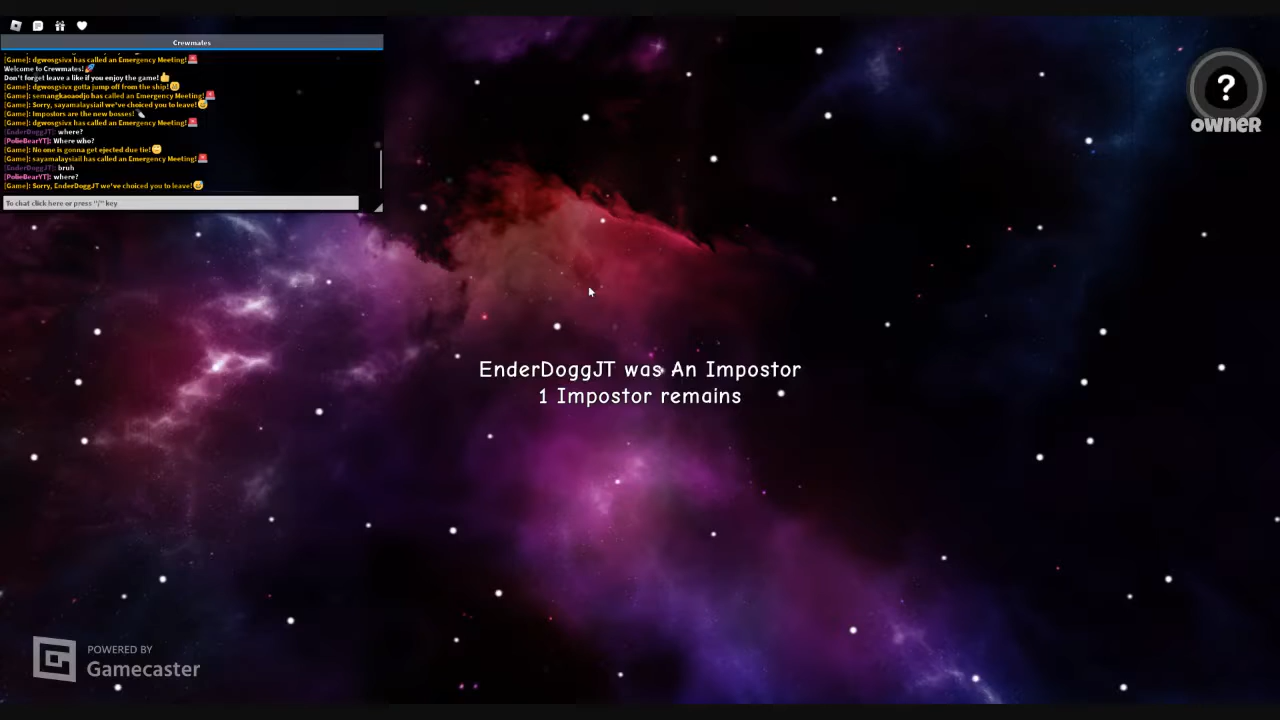 Crewmates
[Game]: dgwosgsivx has called an Emergency Meeting!🚨
Welcome to Crewmates!🚀
Don't forget leave a like if you enjoy the game!👍
[Game]: dgwosgsivx gotta jump off from the ship!
[Game]: semangkaoaodjo has called an Emergency Meeting!🚨
[Game]: Sorry, sayamalaysiail we've choiced you to leave!
[Game]: Impostors are the new bosses!🔪
[Game]: dgwosgsivx has called an Emergency Meeting!🚨
[EnderDoggJT]: where?
[PolieBearYT]: Where who?
[Game]: No one is gonna get ejected due tie!
[Game]: sayamalaysiail has called an Emergency Meeting!🚨
[EnderDoggJT]: bruh
[PolieBearYT]: where?
[Game]: Sorry, EnderDoggJT we've choiced you to leave!
To chat click here or press "/" key
?
OWNER
EnderDoggJT was An Impostor
1 Impostor remains
POWERED BY
Gamecaster